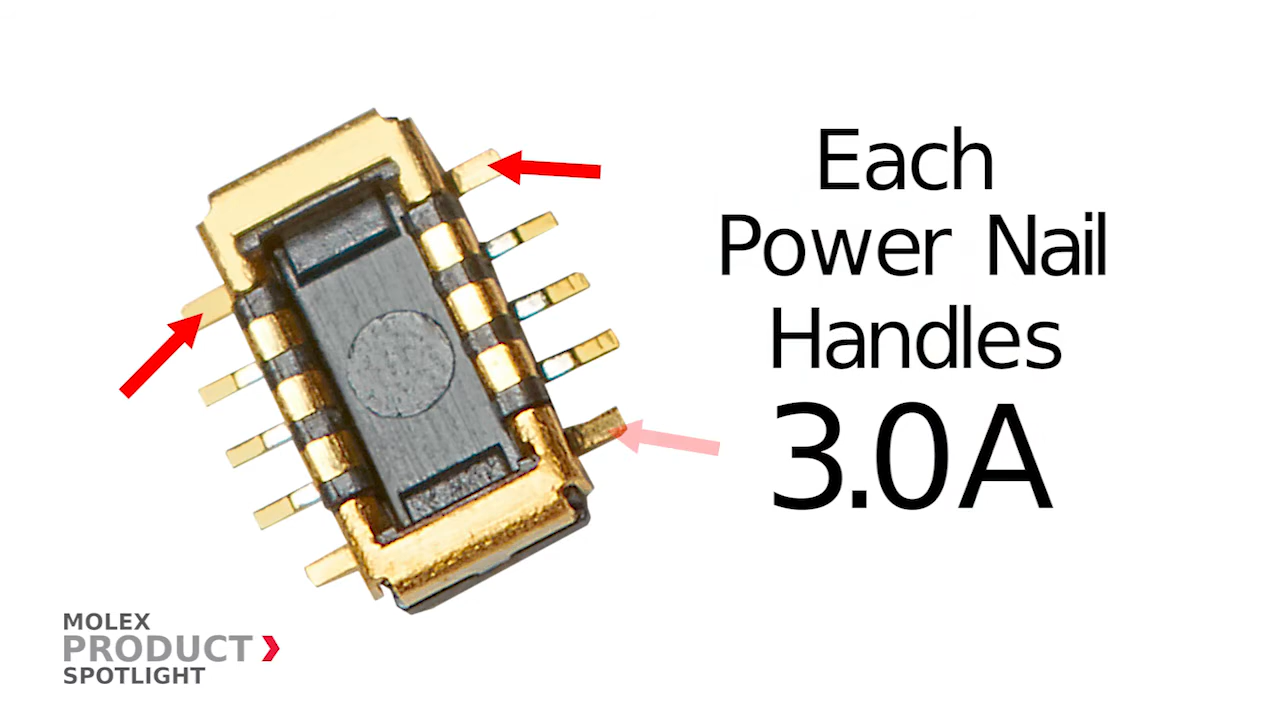 Each
Power Nail
Handles
3.0A
MOLEX
PRODUCT
SPOTLIGHT